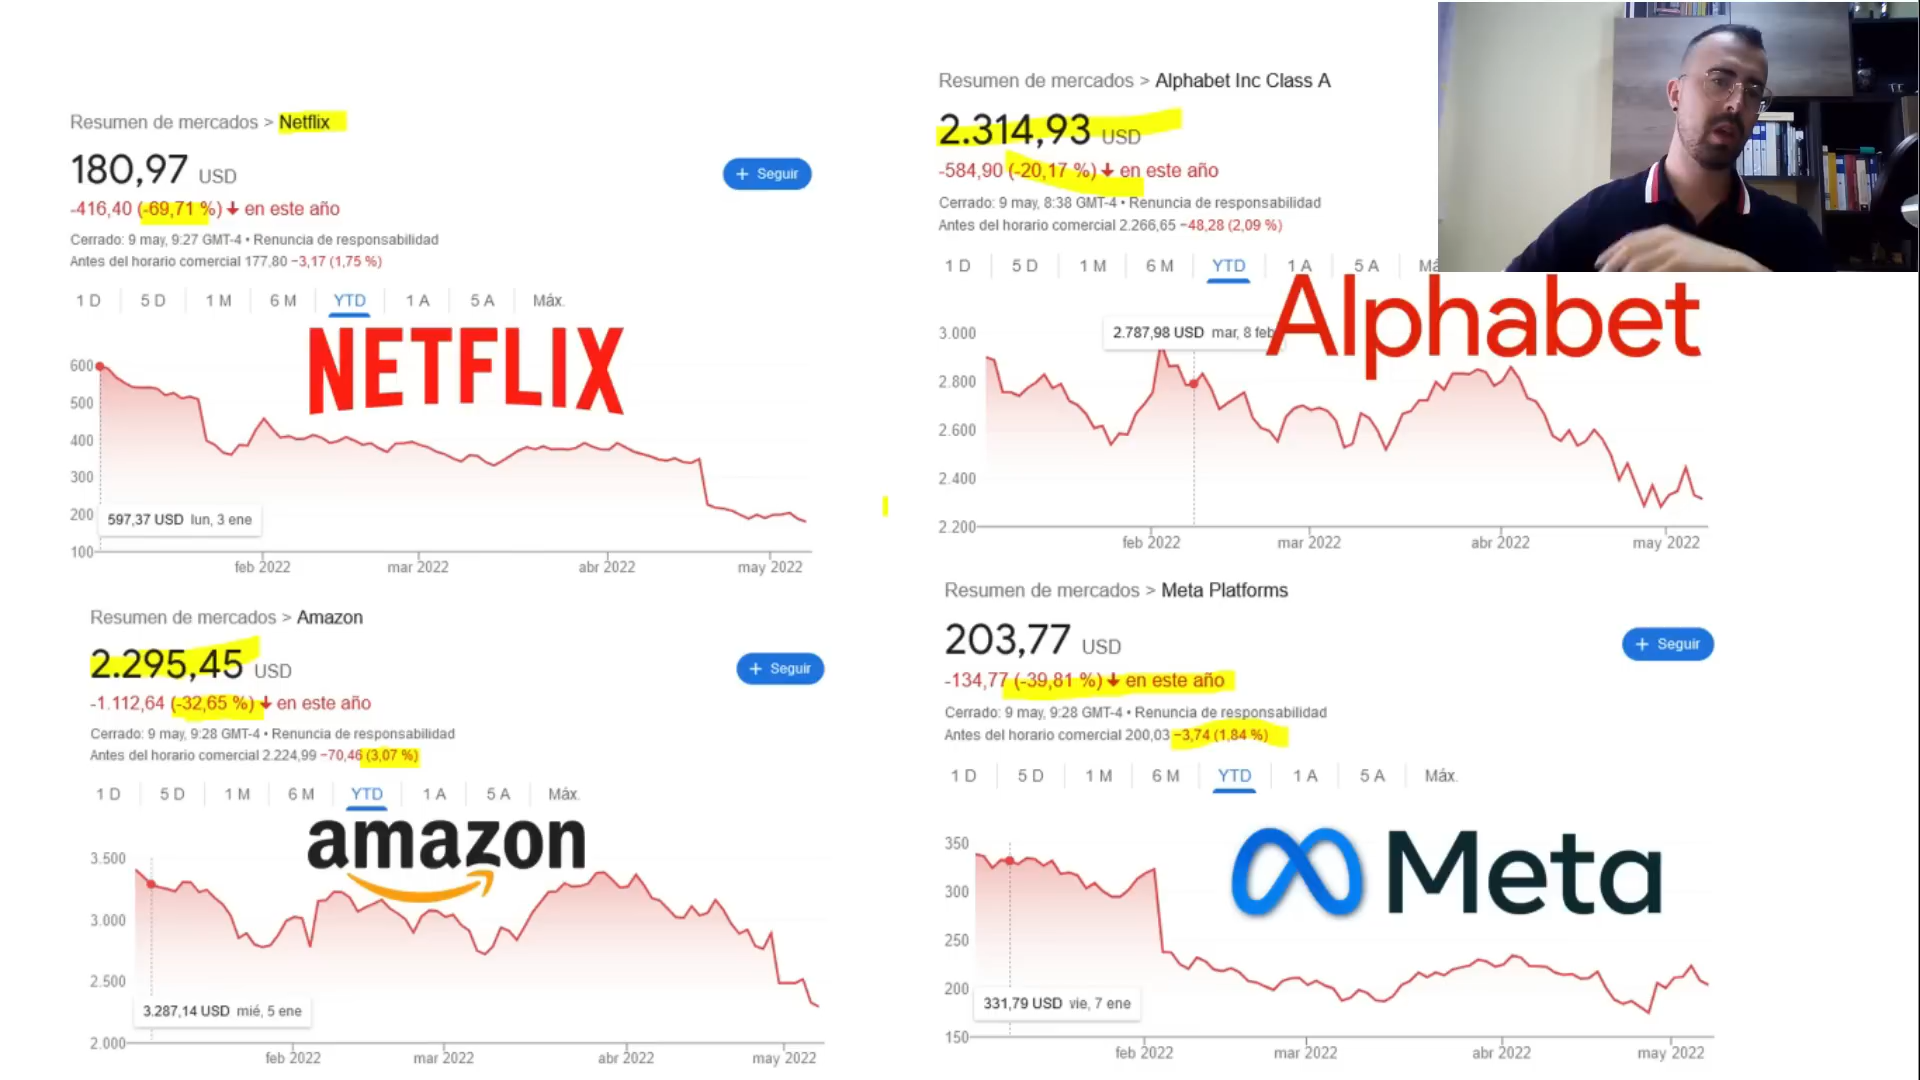 Resumen de mercados > Netflix
180,97 USD
+ Seguir
-416,40 (-69,71 %) ↓ en este año
Cerrado: 9 may, 9:27 GMT-4 • Renuncia de responsabilidad
Antes del horario comercial 177,80 −3,17 (1,75 %)
1 D 5 D 1 M 6 M YTD 1 A 5 A Máx.
NETFLIX
600
500
400
300
200
100
597,37 USD lun, 3 ene
feb 2022 mar 2022 abr 2022 may 2022
Resumen de mercados > Alphabet Inc Class A
2.314,93 USD
-584,90 (-20,17 %) ↓ en este año
Cerrado: 9 may, 8:38 GMT-4 • Renuncia de responsabilidad
Antes del horario comercial 2.266,65 −48,28 (2,09 %)
1 D 5 D 1 M 6 M YTD 1 A 5 A Má
Alphabet
2.787,98 USD mar, 8 feb
3.000
2.800
2.600
2.400
2.200
feb 2022 mar 2022 abr 2022 may 2022
Resumen de mercados > Amazon
2.295,45 USD
+ Seguir
-1.112,64 (-32,65 %) ↓ en este año
Cerrado: 9 may, 9:28 GMT-4 • Renuncia de responsabilidad
Antes del horario comercial 2.224,99 −70,46 (3,07 %)
1 D 5 D 1 M 6 M YTD 1 A 5 A Máx.
amazon
3.500
3.000
2.500
2.000
3.287,14 USD mié, 5 ene
feb 2022 mar 2022 abr 2022 may 2022
Resumen de mercados > Meta Platforms
203,77 USD
+ Seguir
-134,77 (-39,81 %) ↓ en este año
Cerrado: 9 may, 9:28 GMT-4 • Renuncia de responsabilidad
Antes del horario comercial 200,03 −3,74 (1,84 %)
1 D 5 D 1 M 6 M YTD 1 A 5 A Máx.
Meta
350
300
250
200
150
331,79 USD vie, 7 ene
feb 2022 mar 2022 abr 2022 may 2022